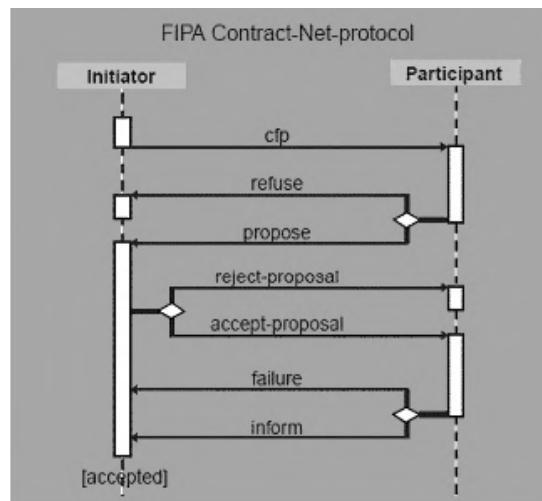 FIPA Contract-Net-protocol
Initiator
Participant
cfp
refuse
propose
reject-proposal
accept-proposal
failure
inform
[accepted]